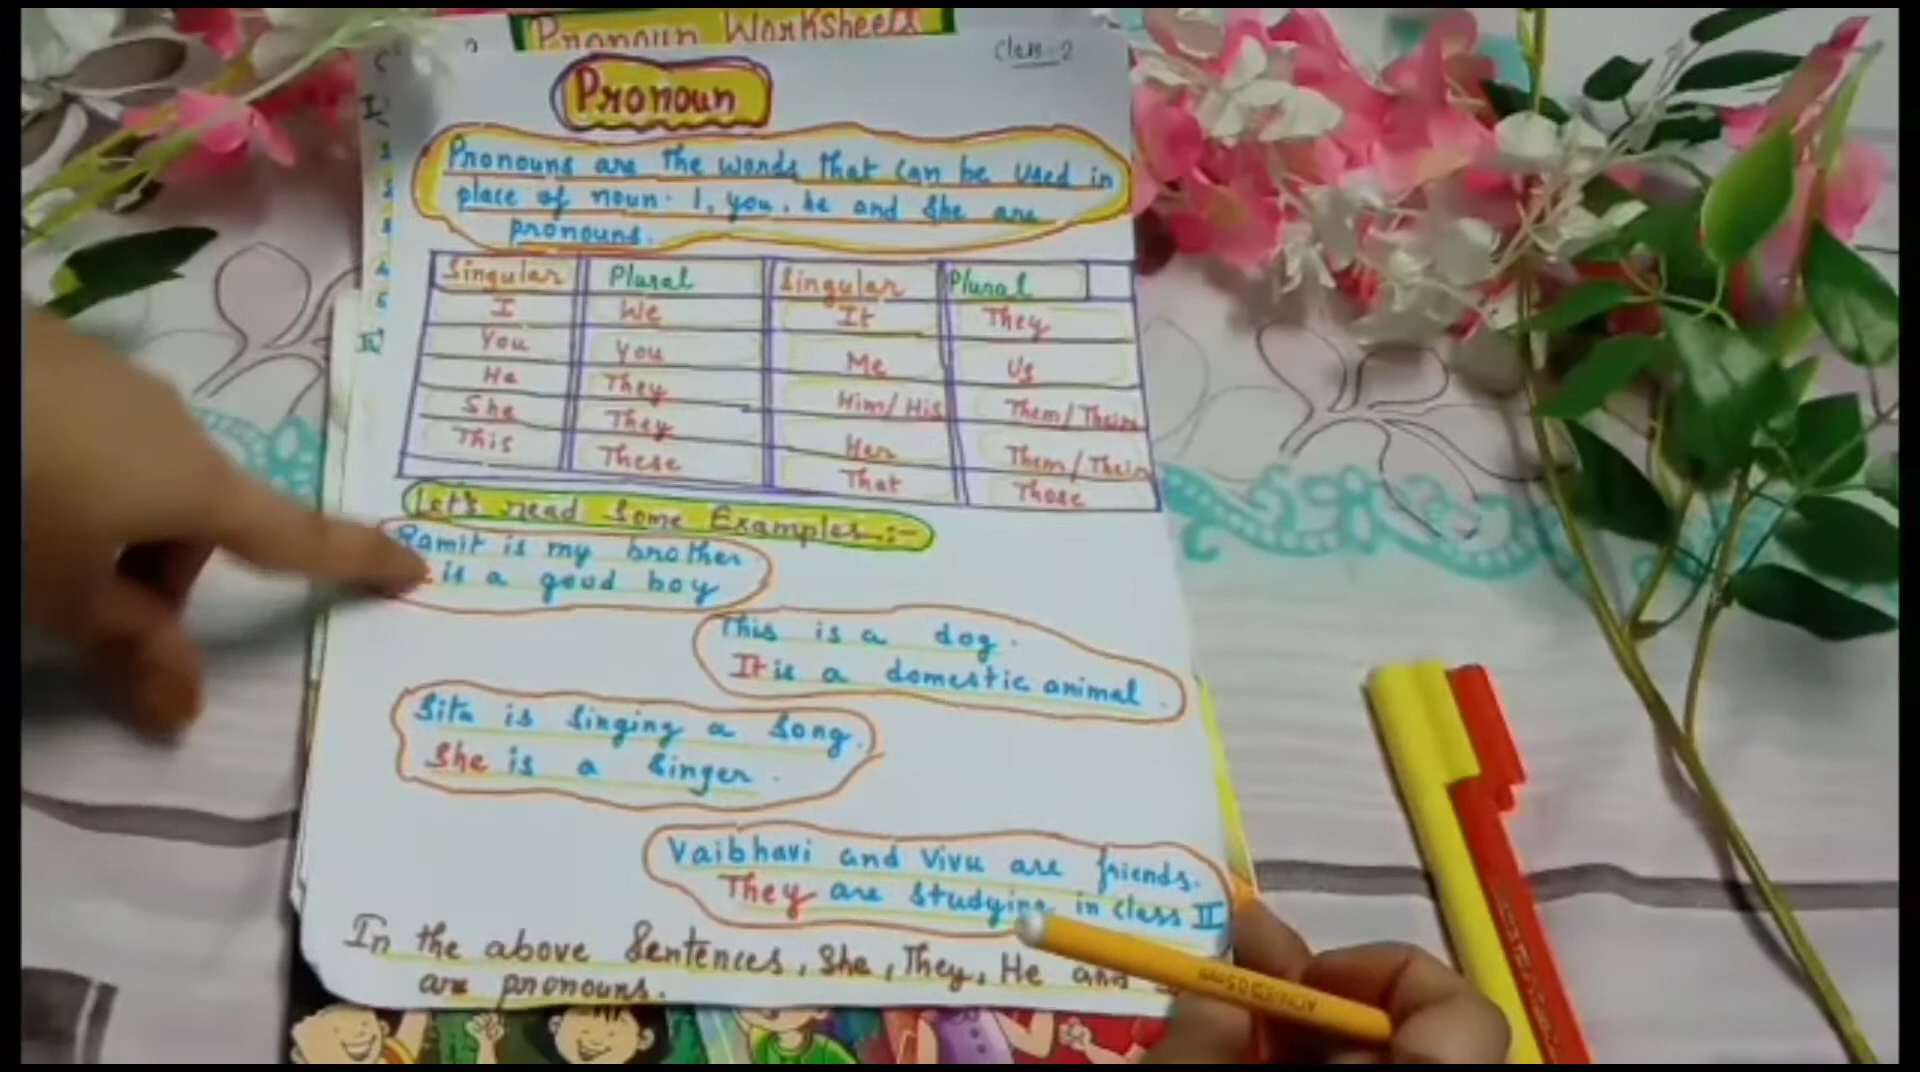 Pronoun Worksheets
Class-2
Pronoun
Pronouns are the words that can be used in
place of noun. I, you, he and she are
pronouns.
Singular Plural Singular Plural
I We It They
You You Me Us
He They Him/His Them/Theirs
She They Her Them/Their
This These That Those
Let's read Some Examples:-
Ramit is my brother
is a good boy
This is a dog.
It is a domestic animal.
Sita is singing a song.
She is a singer.
Vaibhavi and Vivu are friends.
They are studying in class II
In the above Sentences, She, They, He and
are pronouns.